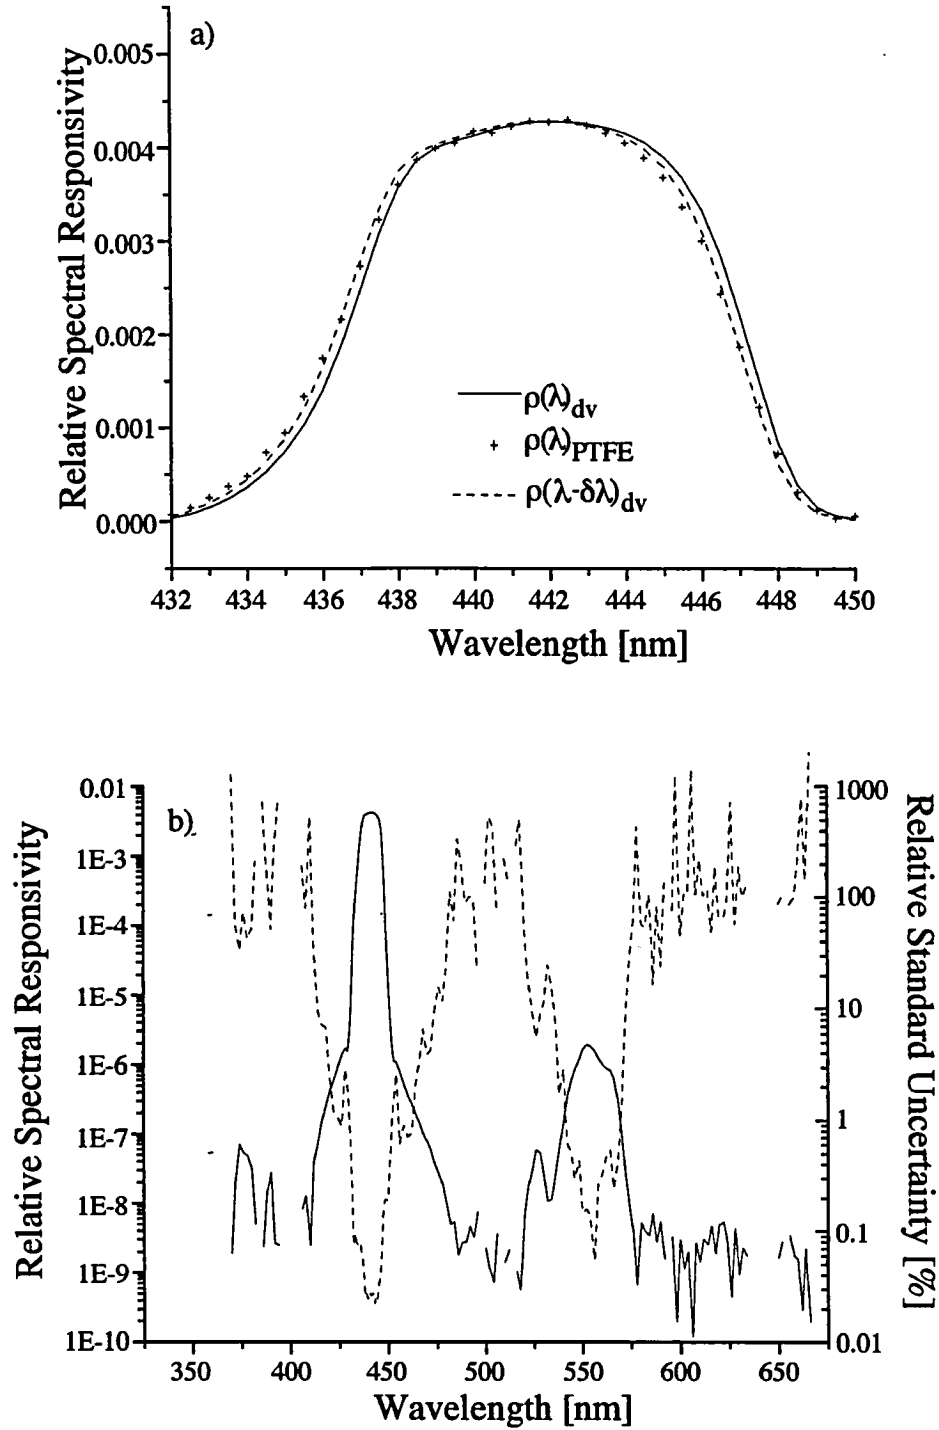 a)
Relative Spectral Responsivity
0.005
0.004
0.003
0.002
0.001
0.000
ρ(λ)dv
ρ(λ)PTFE
ρ(λ-δλ)dv
432 434 436 438 440 442 444 446 448 450
Wavelength [nm]
b)
Relative Spectral Responsivity
0.01
1E-3
1E-4
1E-5
1E-6
1E-7
1E-8
1E-9
1E-10
1000
100
10
1
0.1
0.01
Relative Standard Uncertainty [%]
350 400 450 500 550 600 650
Wavelength [nm]